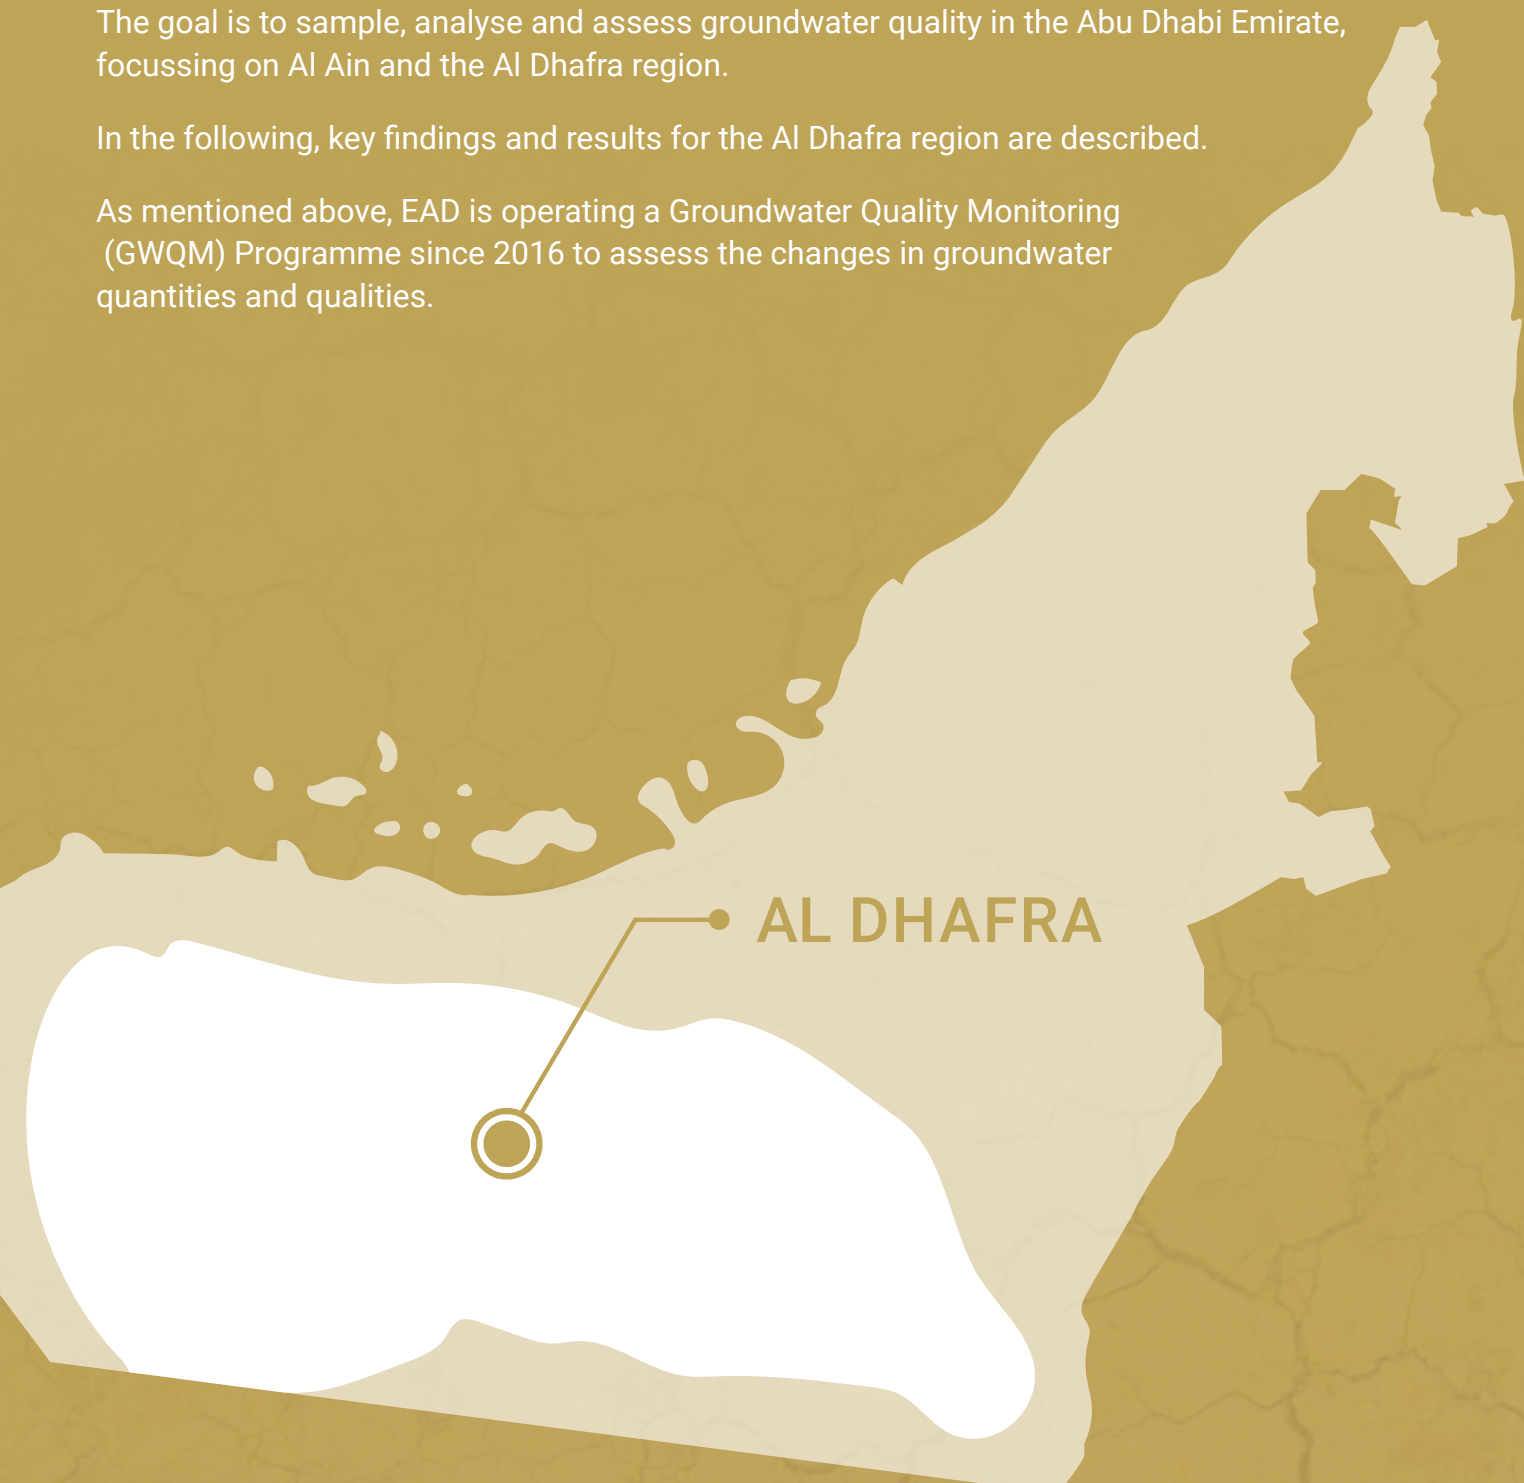 The goal is to sample, analyse and assess groundwater quality in the Abu Dhabi Emirate,
focussing on Al Ain and the Al Dhafra region.
In the following, key findings and results for the Al Dhafra region are described.
As mentioned above, EAD is operating a Groundwater Quality Monitoring
(GWQM) Programme since 2016 to assess the changes in groundwater
quantities and qualities.
AL DHAFRA